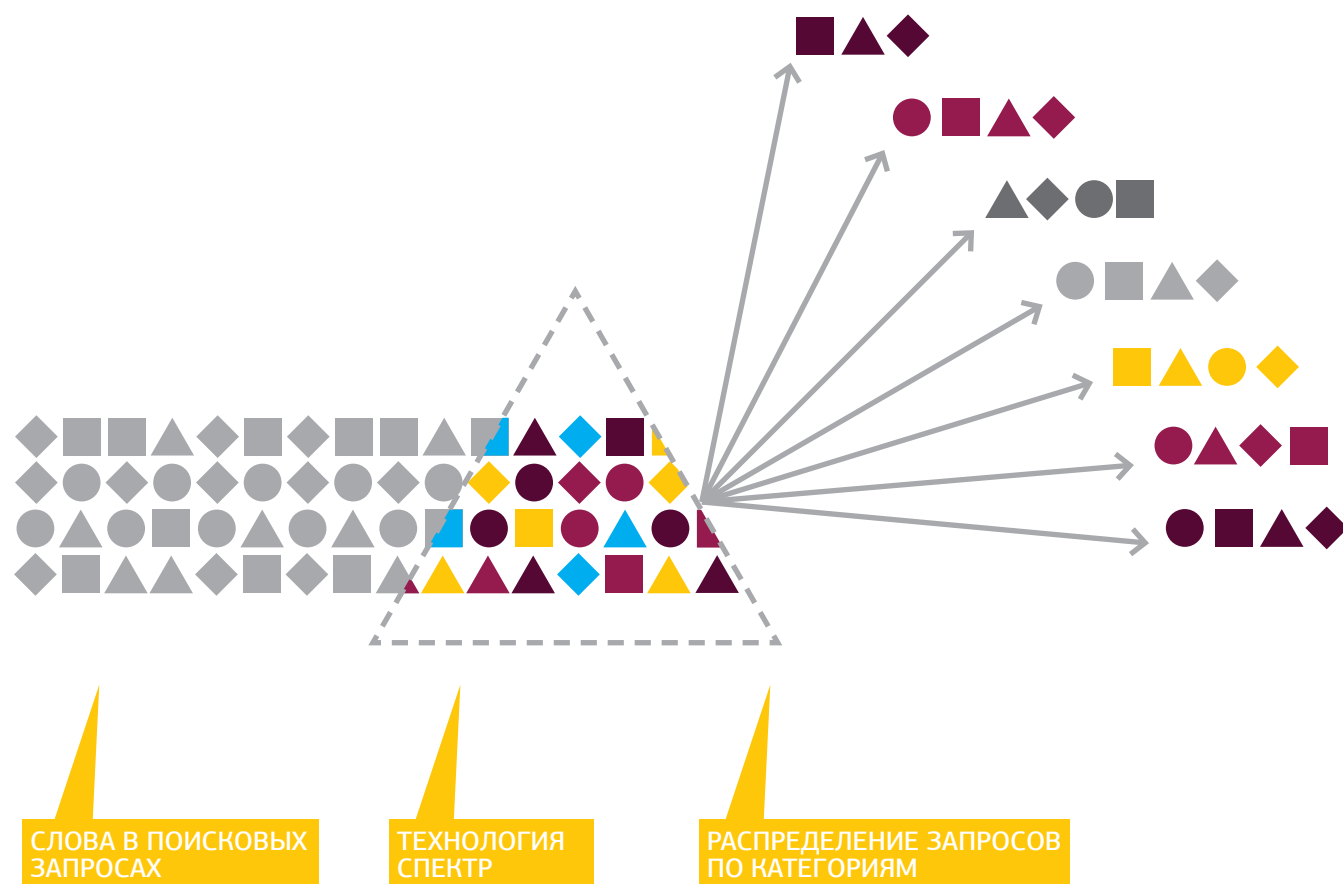 СЛОВА В ПОИСКОВЫХ
ЗАПРОСАХ
ТЕХНОЛОГИЯ
СПЕКТР
РАСПРЕДЕЛЕНИЕ ЗАПРОСОВ
ПО КАТЕГОРИЯМ